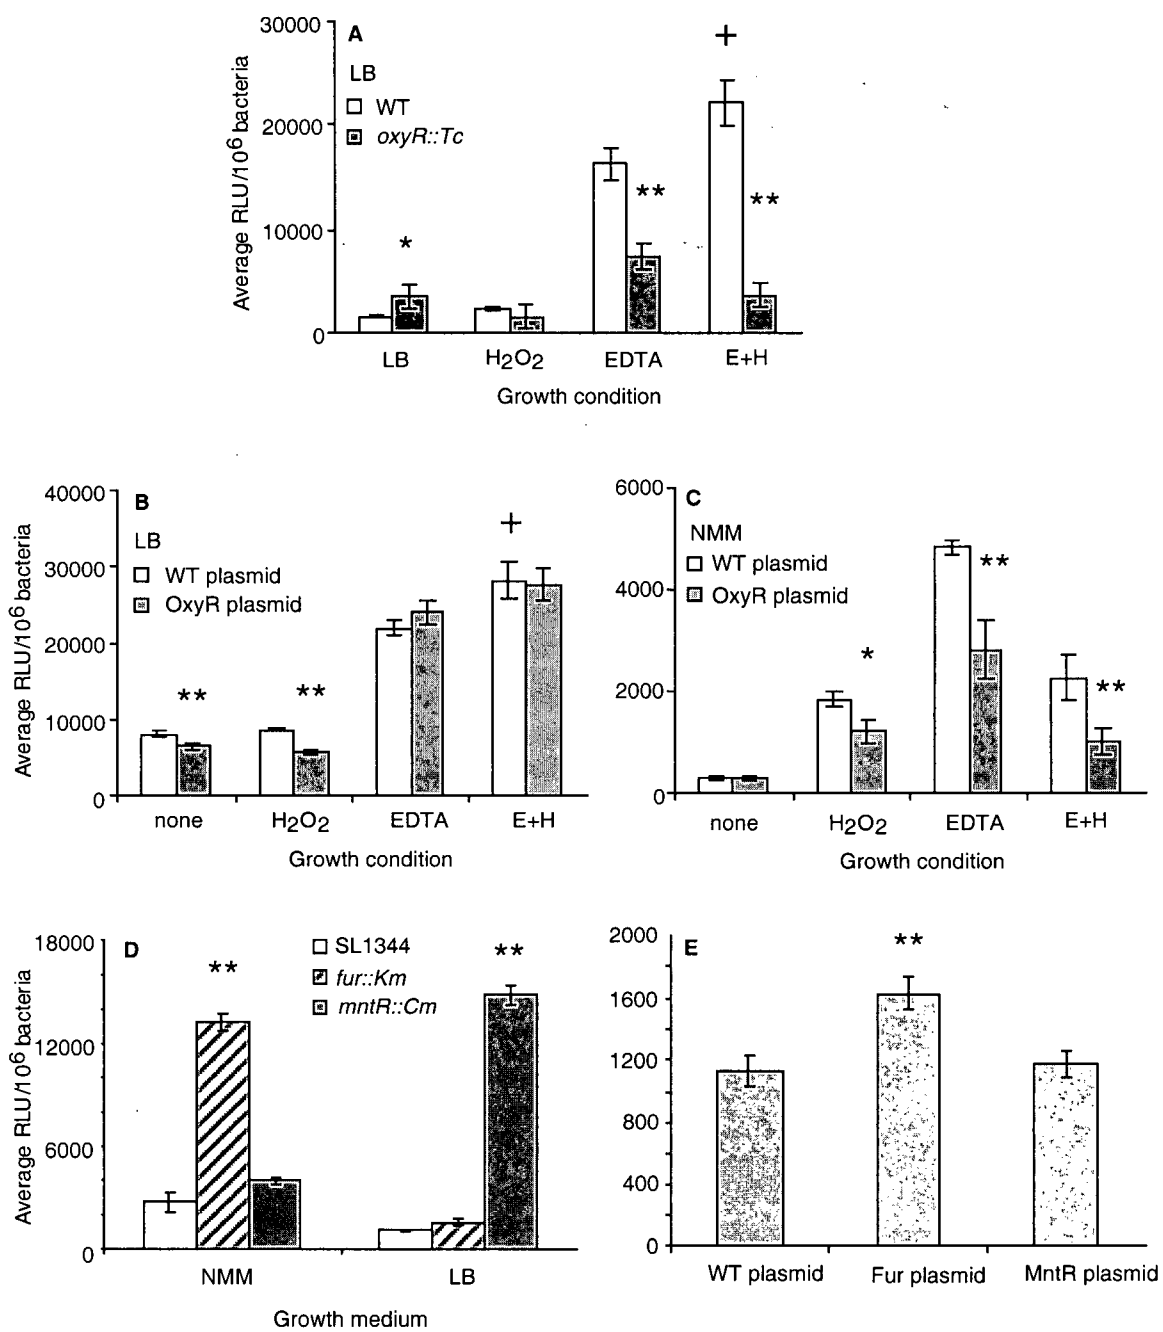 A
LB
WT
oxyR::Tc
Average RLU/10⁶ bacteria
30000
20000
10000
0
*
**
+
**
LB
H₂O₂
EDTA
E+H
Growth condition
B
LB
WT plasmid
OxyR plasmid
Average RLU/10⁶ bacteria
40000
30000
20000
10000
0
**
**
+
none
H₂O₂
EDTA
E+H
Growth condition
C
NMM
WT plasmid
OxyR plasmid
6000
4000
2000
0
*
**
**
none
H₂O₂
EDTA
E+H
Growth condition
D
SL1344
fur::Km
mntR::Cm
Average RLU/10⁶ bacteria
18000
12000
6000
0
**
**
NMM
LB
Growth medium
E
2000
1600
1200
800
400
0
**
WT plasmid
Fur plasmid
MntR plasmid